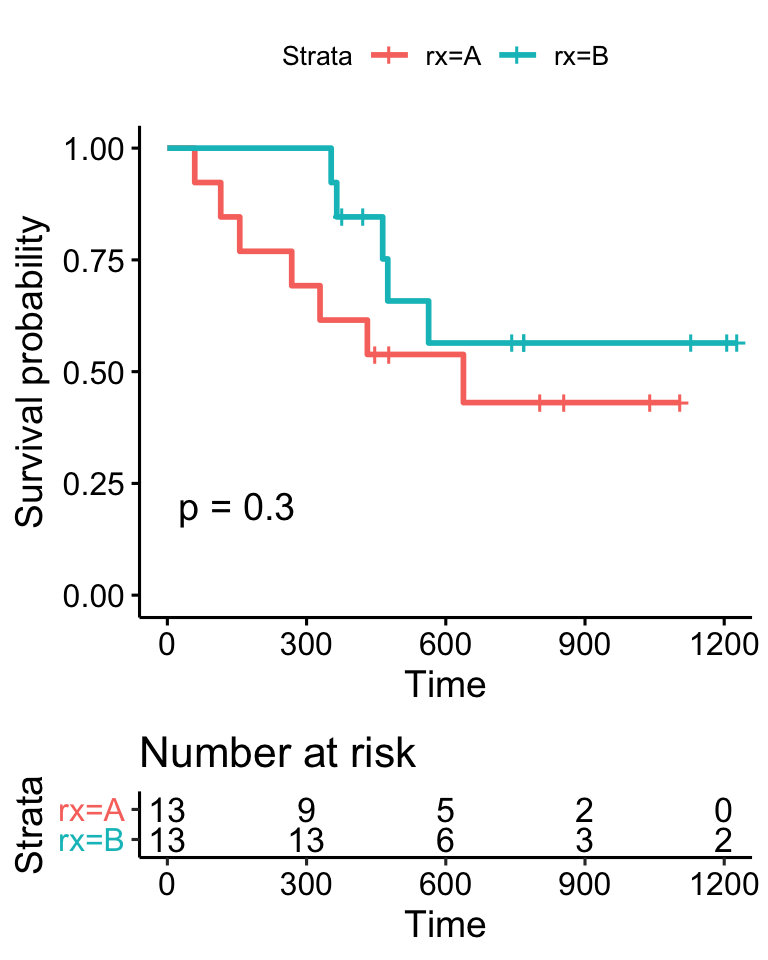 Strata rx=A rx=B
1.00
0.75
0.50
0.25
0.00
Survival probability
p = 0.3
0 300 600 900 1200
Time
Number at risk
Strata
rx=A 13 9 5 2 0
rx=B 13 13 6 3 2
0 300 600 900 1200
Time